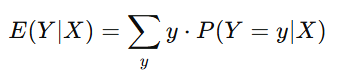 E(Y|X) = ∑_y y · P(Y = y|X)